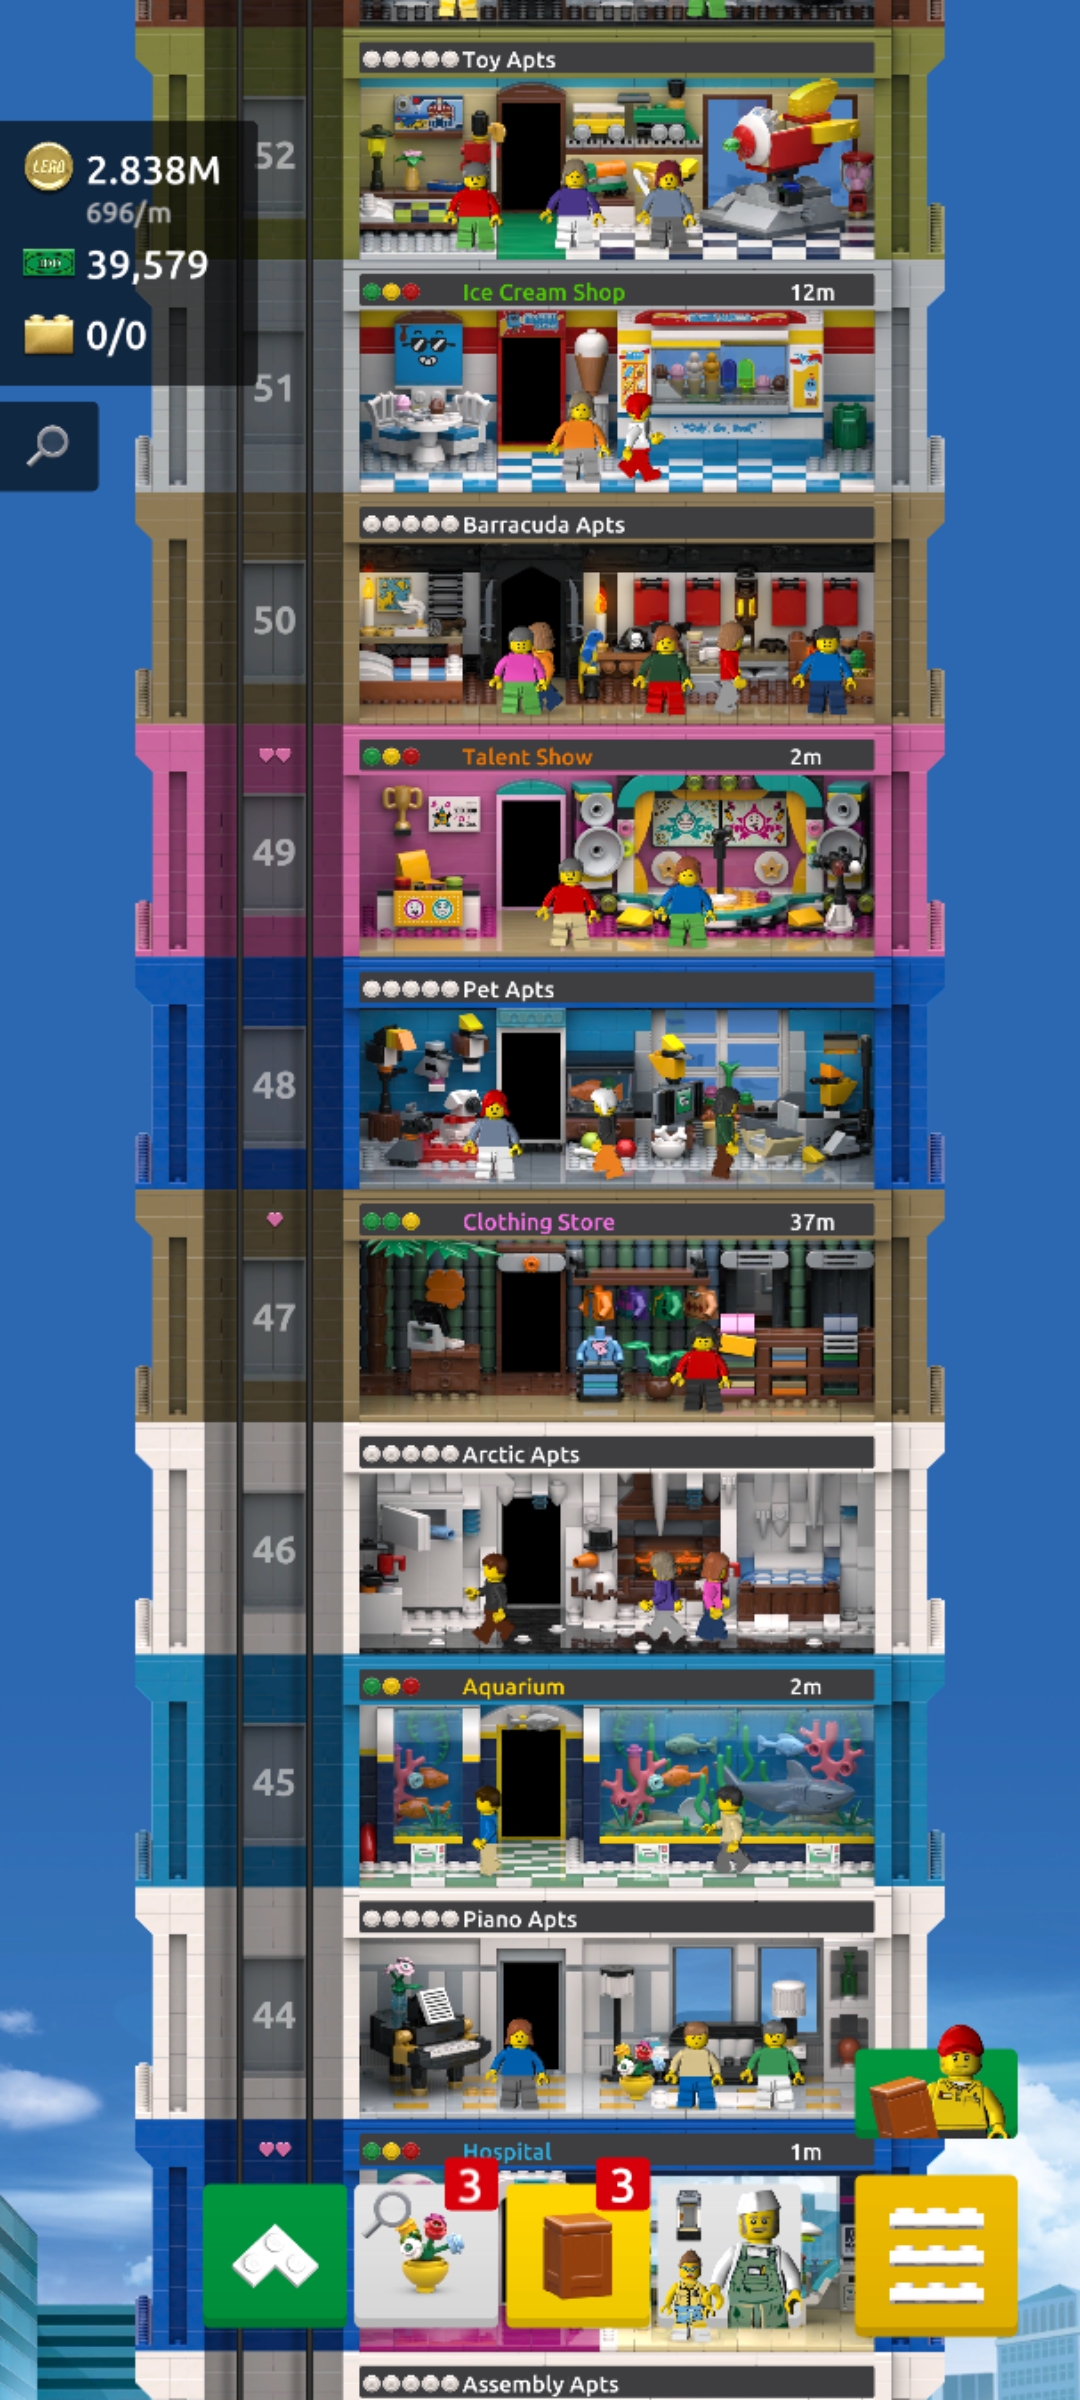 Toy Apts
52
2.838M
696/m
39,579
0/0
Ice Cream Shop 12m
51
Barracuda Apts
50
Talent Show 2m
49
Pet Apts
48
Clothing Store 37m
47
Arctic Apts
46
Aquarium 2m
45
Piano Apts
44
Hospital 1m
3
3
Assembly Apts